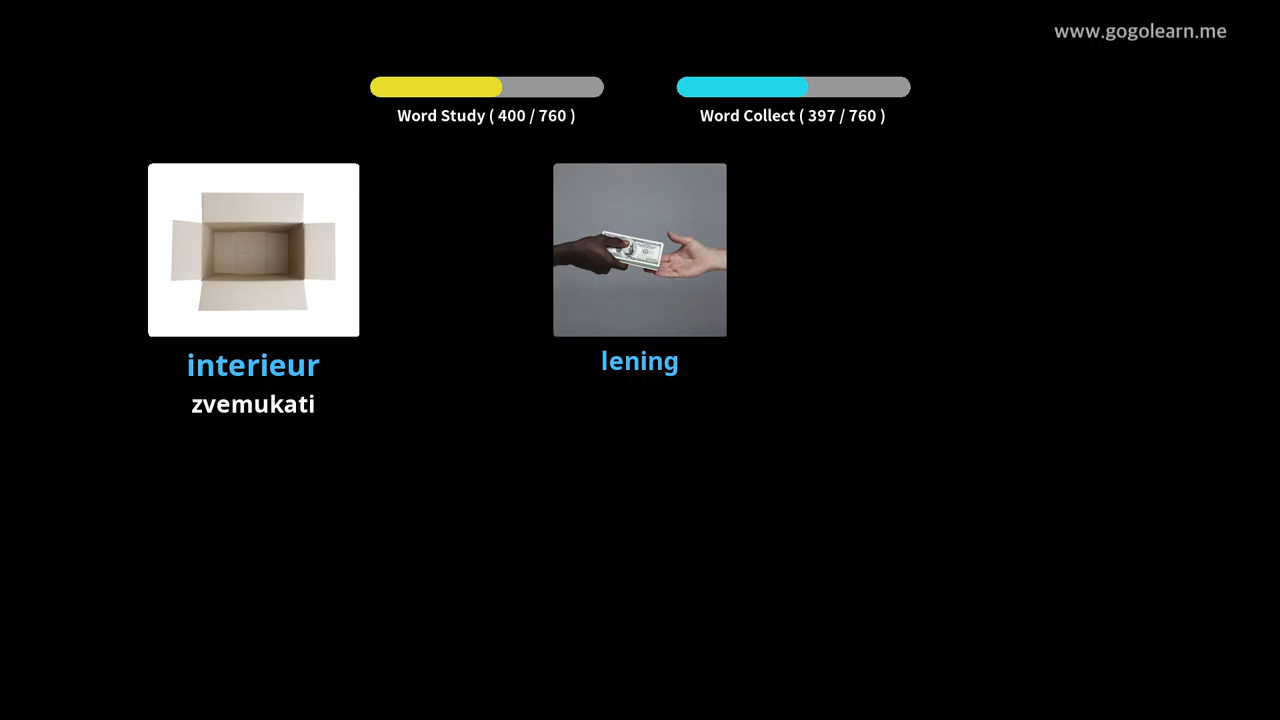 www.gogolearn.me
Word Study ( 400 / 760 )
Word Collect ( 397 / 760 )
interieur
zvemukati
lening